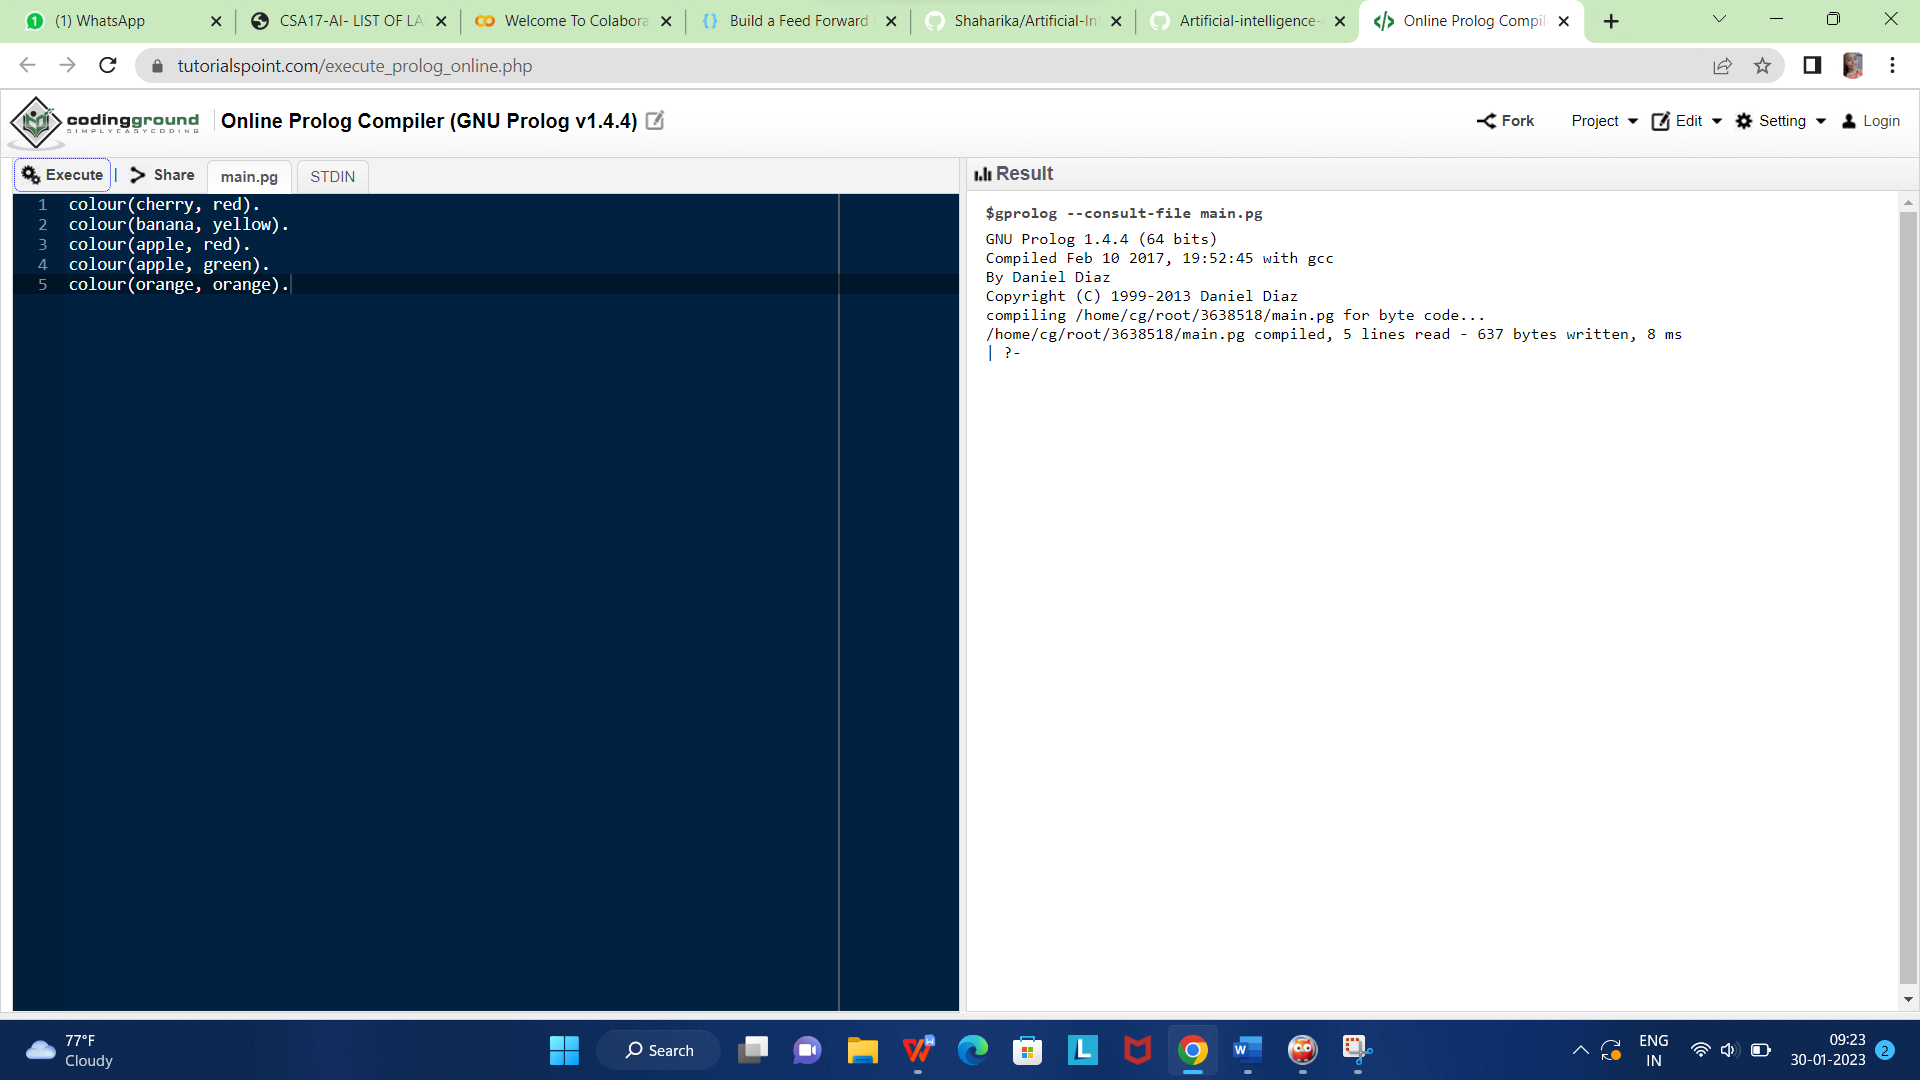 (1) WhatsApp
CSA17-AI- LIST OF LA
Welcome To Colabora
Build a Feed Forward
Shaharika/Artificial-In
Artificial-intelligence-
Online Prolog Compil
tutorialspoint.com/execute_prolog_online.php
codingground
SIMPLYEASYCODING
Online Prolog Compiler (GNU Prolog v1.4.4)
Fork
Project
Edit
Setting
Login
Execute
|
Share
main.pg
STDIN
Result
1 colour(cherry, red).
2 colour(banana, yellow).
3 colour(apple, red).
4 colour(apple, green).
5 colour(orange, orange).
$gprolog --consult-file main.pg
GNU Prolog 1.4.4 (64 bits)
Compiled Feb 10 2017, 19:52:45 with gcc
By Daniel Diaz
Copyright (C) 1999-2013 Daniel Diaz
compiling /home/cg/root/3638518/main.pg for byte code...
/home/cg/root/3638518/main.pg compiled, 5 lines read - 637 bytes written, 8 ms
| ?-
77°F
Cloudy
Search
ENG
IN
09:23
30-01-2023
2